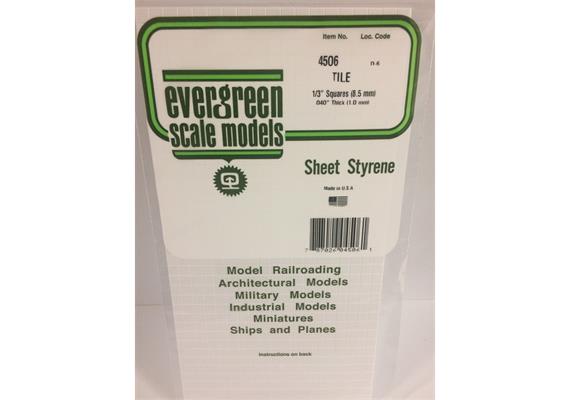 Item No. Loc. Code
4506 D-6
TILE
1/3" Squares (8.5 mm)
.040" Thick (1.0 mm)
evergreen
scale models
Sheet Styrene
Made in U.S.A
Model Railroading
Architectural Models
Military Models
Industrial Models
Miniatures
Ships and Planes
Instructions on back